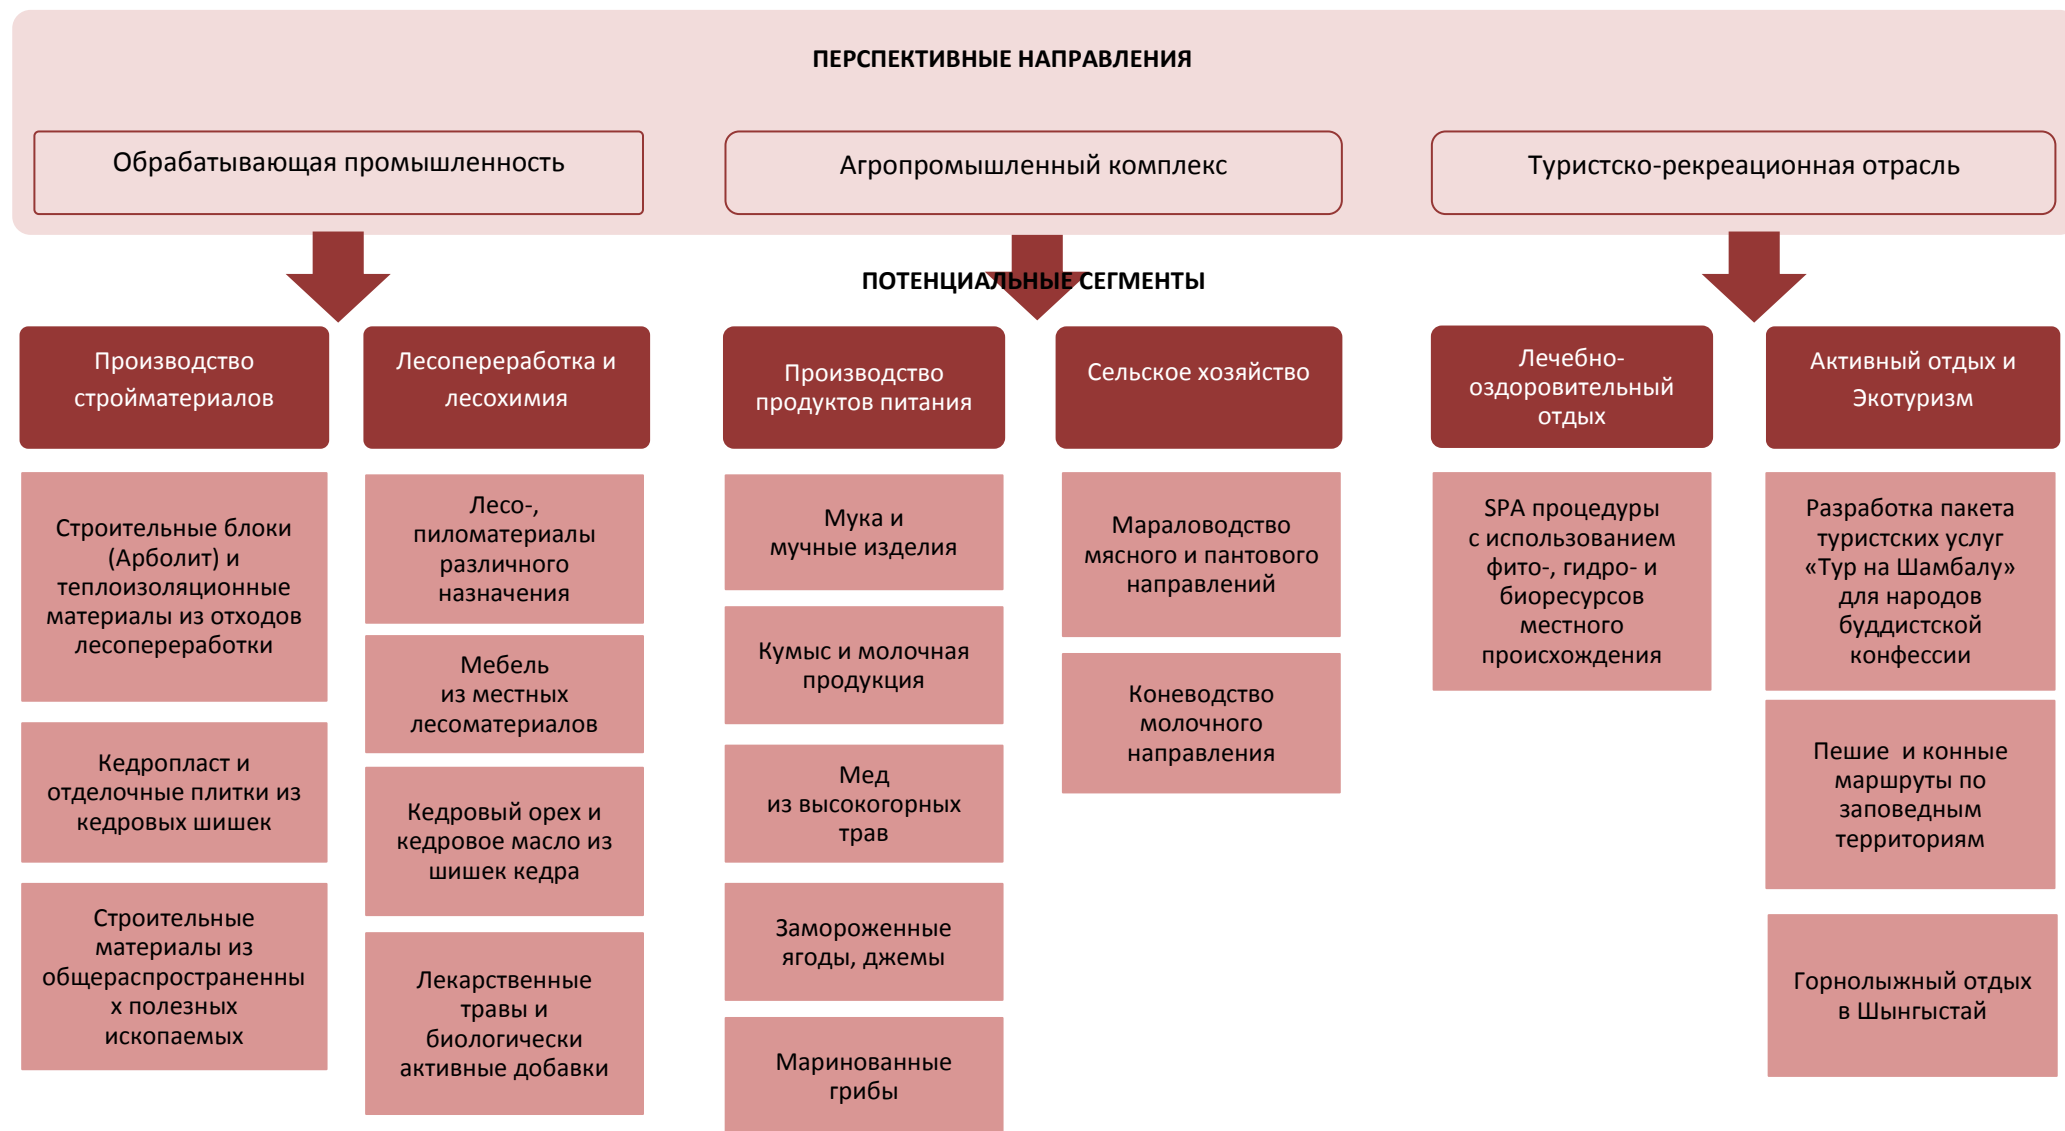 ПЕРСПЕКТИВНЫЕ НАПРАВЛЕНИЯ
Обрабатывающая промышленность
Агропромышленный комплекс
Туристско-рекреационная отрасль
ПОТЕНЦИАЛЬНЫЕ СЕГМЕНТЫ
Производство
стройматериалов
Строительные блоки
(Арболит) и
теплоизоляционные
материалы из отходов
лесопереработки
Кедропласт и
отделочные плитки из
кедровых шишек
Строительные
материалы из
общераспространенны
х полезных
ископаемых
Лесопереработка и
лесохимия
Лесо-,
пиломатериалы
различного
назначения
Мебель
из местных
лесоматериалов
Кедровый орех и
кедровое масло из
шишек кедра
Лекарственные
травы и
биологически
активные добавки
Производство
продуктов питания
Мука и
мучные изделия
Кумыс и молочная
продукция
Мед
из высокогорных
трав
Замороженные
ягоды, джемы
Маринованные
грибы
Сельское хозяйство
Мараловодство
мясного и пантового
направлений
Коневодство
молочного
направления
Лечебно-
оздоровительный
отдых
SPA процедуры
с использованием
фито-, гидро- и
биоресурсов
местного
происхождения
Активный отдых и
Экотуризм
Разработка пакета
туристских услуг
«Тур на Шамбалу»
для народов
буддистской
конфессии
Пешие  и конные
маршруты по
заповедным
территориям
Горнолыжный отдых
в Шынгыстай